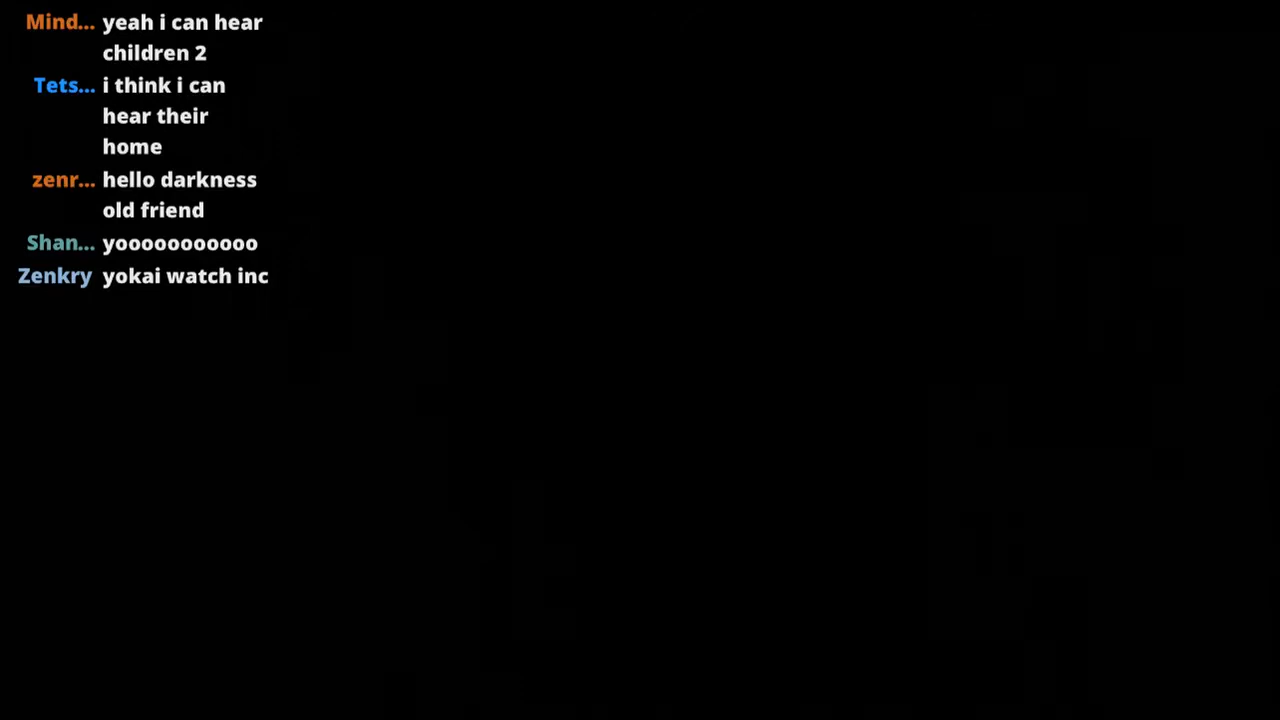 Mind... yeah i can hear
children 2
Tets... i think i can
hear their
home
zenr... hello darkness
old friend
Shan... yooooooooooo
Zenkry yokai watch inc